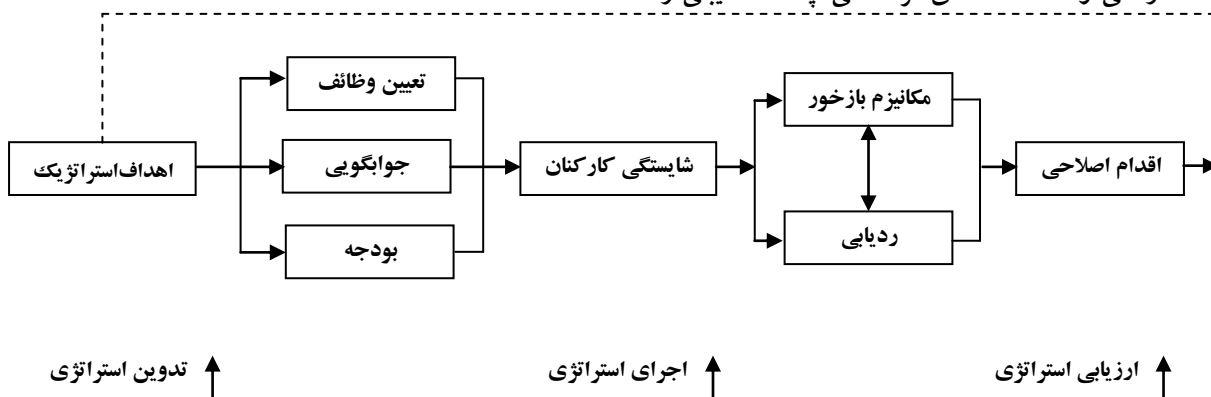 تعیین وظائف
مکانیزم بازخور
اهداف‌استراتژیک
جوابگویی
شایستگی کارکنان
اقدام اصلاحی
بودجه
ردیابی
تدوین استراتژی
اجرای استراتژی
ارزیابی استراتژی